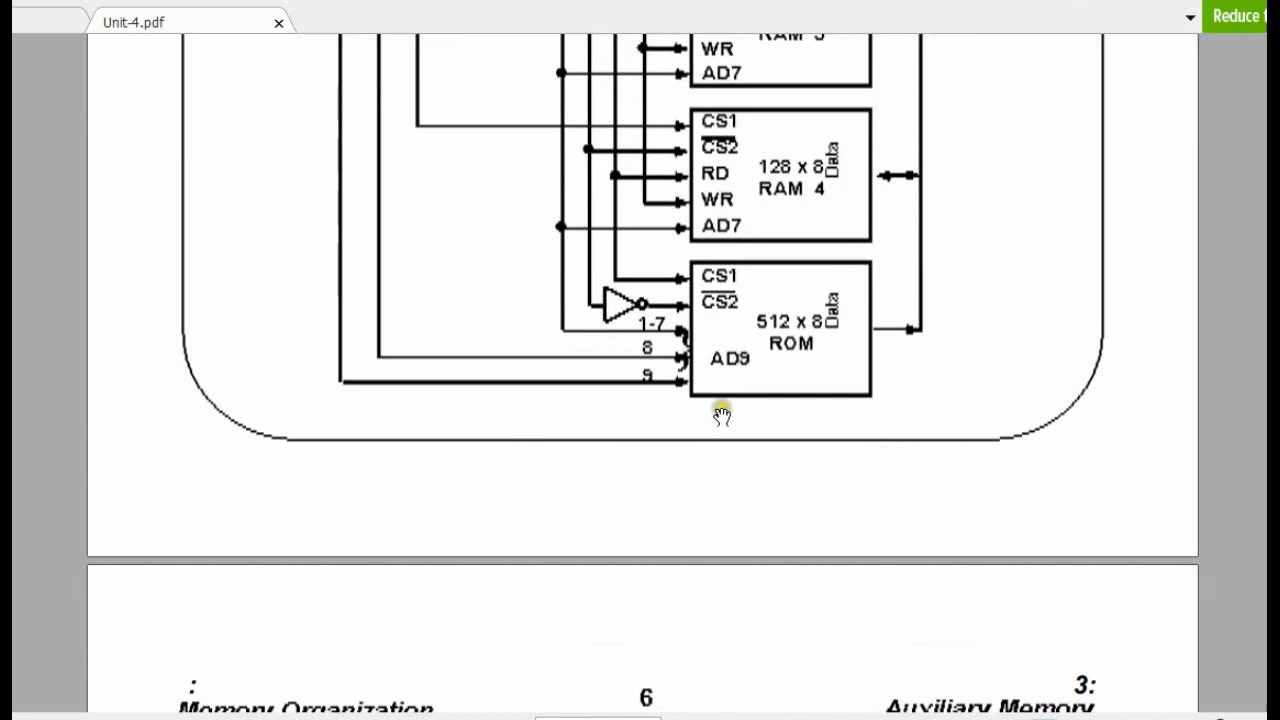 Unit-4.pdf
Reduce
RAM 3
WR
AD7
CS1
CS2
RD
WR
AD7
128 x 8
RAM 4
Data
CS1
CS2
1-7
8
9
AD9
512 x 8
ROM
Data
:
Memory Organization
6
3:
Auxiliary Memory